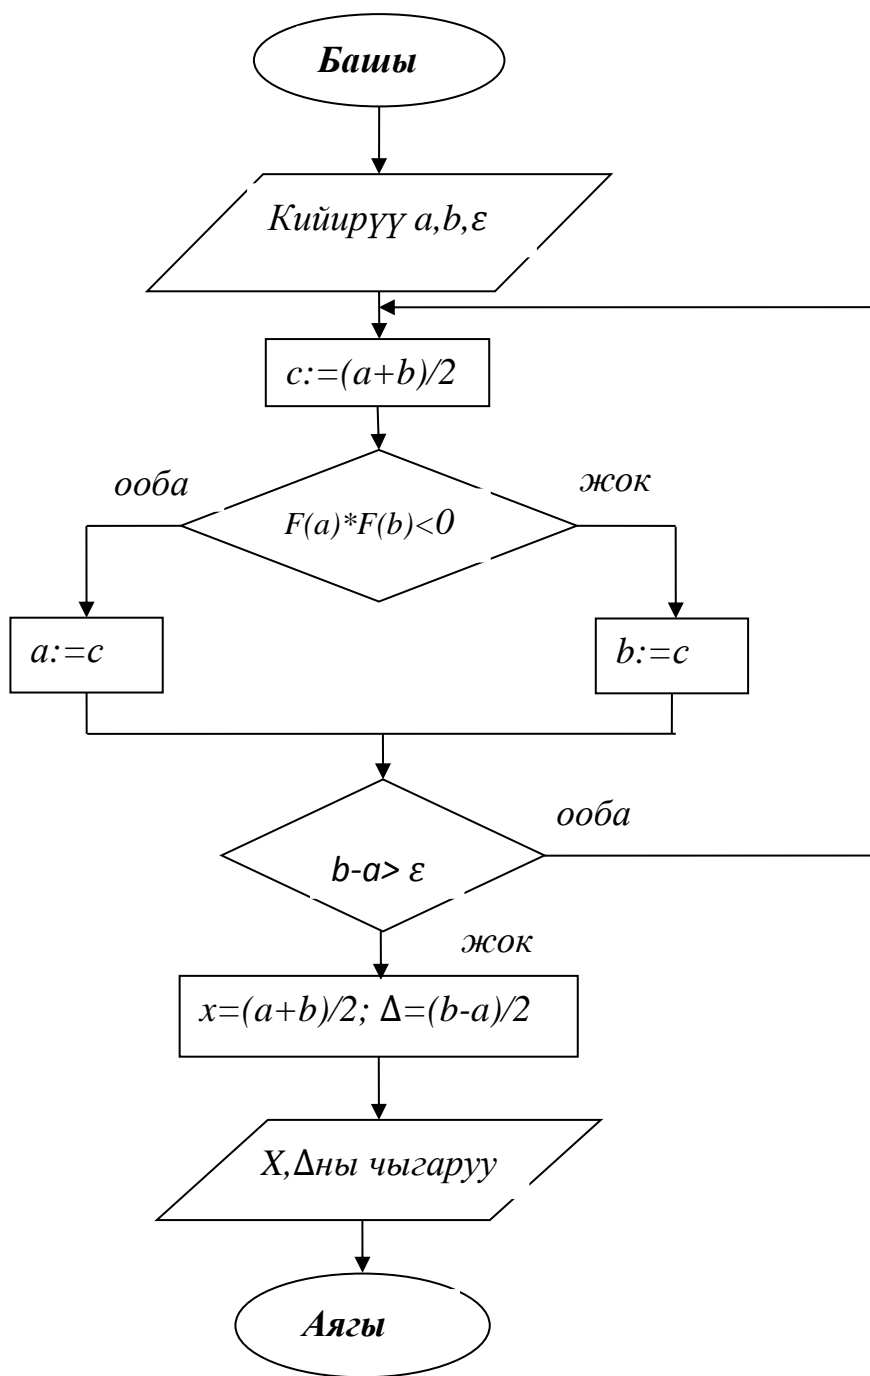 Башы
Кийирүү a,b,ε
c:=(a+b)/2
ооба
жок
F(a)*F(b)<0
a:=c
b:=c
ооба
b-a> ε
жок
x=(a+b)/2; Δ=(b-a)/2
X,Δны чыгаруу
Аягы